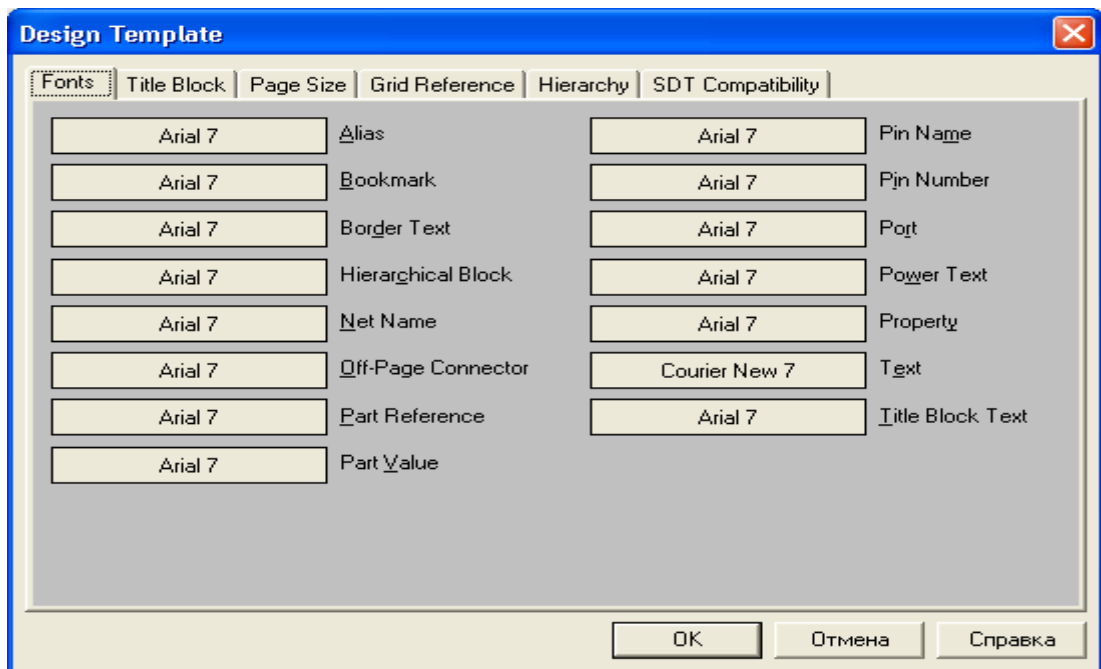 Design Template
Fonts Title Block Page Size Grid Reference Hierarchy SDT Compatibility
Arial 7 Alias Arial 7 Pin Name
Arial 7 Bookmark Arial 7 Pin Number
Arial 7 Border Text Arial 7 Port
Arial 7 Hierarchical Block Arial 7 Power Text
Arial 7 Net Name Arial 7 Property
Arial 7 Off-Page Connector Courier New 7 Text
Arial 7 Part Reference Arial 7 Title Block Text
Arial 7 Part Value
OK Отмена Справка